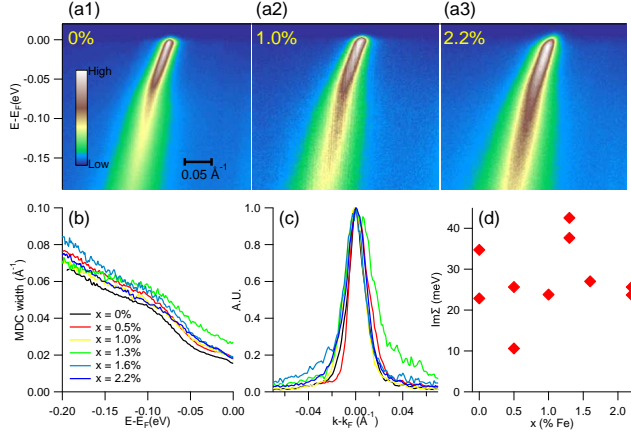 (a1) (a2) (a3)
0% 1.0% 2.2%
0.00
-0.05
-0.10
-0.15
E-E_F(eV)
High
Low
0.05 Å⁻¹
(b) (c) (d)
0.10
0.08
0.06
0.04
0.02
0.00
MDC width (Å⁻¹)
x = 0%
x = 0.5%
x = 1.0%
x = 1.3%
x = 1.6%
x = 2.2%
-0.20 -0.15 -0.10 -0.05 0.00
E-E_F(eV)
1.0
0.8
0.6
0.4
0.2
0.0
A.U.
-0.04 0.00 0.04
k-k_F (Å⁻¹)
40
30
20
10
0
ImΣ (meV)
0.0 0.5 1.0 1.5 2.0
x (% Fe)